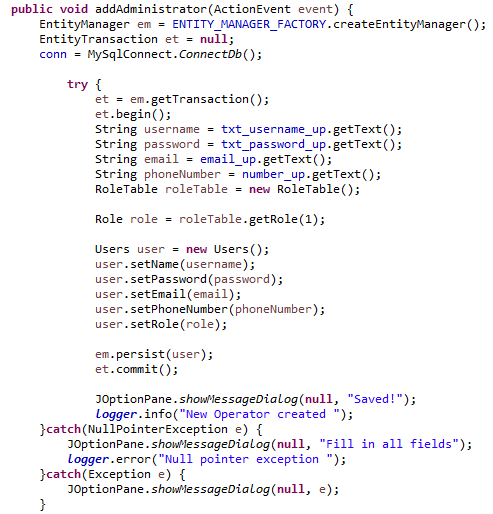 public void addAdministrator(ActionEvent event) {
    EntityManager em = ENTITY_MANAGER_FACTORY.createEntityManager();
    EntityTransaction et = null;
    conn = MySqlConnect.ConnectDb();

        try {
            et = em.getTransaction();
            et.begin();
            String username = txt_username_up.getText();
            String password = txt_password_up.getText();
            String email = email_up.getText();
            String phoneNumber = number_up.getText();
            RoleTable roleTable = new RoleTable();

            Role role = roleTable.getRole(1);

            Users user = new Users();
            user.setName(username);
            user.setPassword(password);
            user.setEmail(email);
            user.setPhoneNumber(phoneNumber);
            user.setRole(role);

            em.persist(user);
            et.commit();

            JOptionPane.showMessageDialog(null, "Saved!");
            logger.info("New Operator created ");
    }catch(NullPointerException e) {
        JOptionPane.showMessageDialog(null, "Fill in all fields");
        logger.error("Null pointer exception ");
    }catch(Exception e) {
        JOptionPane.showMessageDialog(null, e);
    }